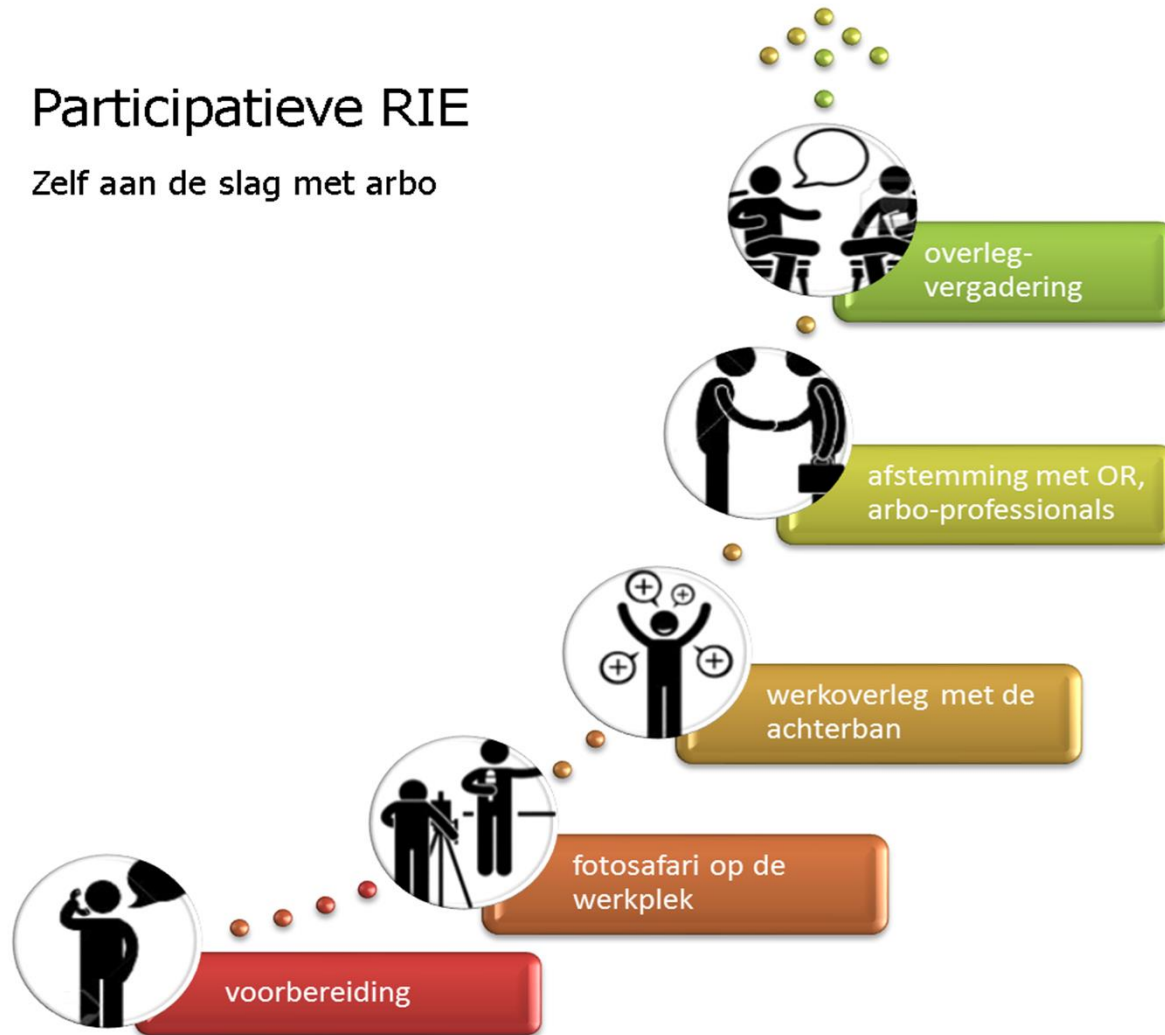 Participatieve RIE
Zelf aan de slag met arbo
overleg-
vergadering
afstemming met OR,
arbo-professionals
werkoverleg met de
achterban
fotosafari op de
werkplek
voorbereiding